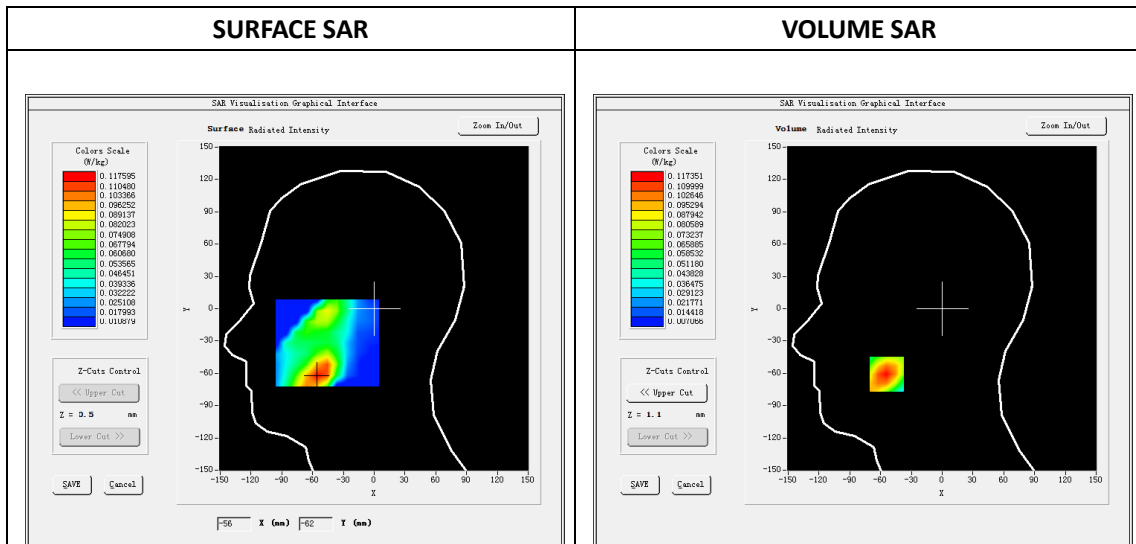 SURFACE SAR
VOLUME SAR
SAR Visualisation Graphical Interface
Surface Radiated Intensity
Zoom In/Out
Colors Scale
(W/kg)
0.117595
0.110480
0.103366
0.096252
0.089137
0.082023
0.074908
0.067794
0.060680
0.053565
0.046451
0.039336
0.032222
0.025108
0.017993
0.010879
150
120
90
60
30
0
-30
-60
-90
-120
-150
Y
-150 -120 -90 -60 -30 0 30 60 90 120 150
X
Z-Cuts Control
<< Upper Cut
Z = 0.5 mm
Lower Cut >>
SAVE Cancel
-56 X (mm) -62 Y (mm)
SAR Visualisation Graphical Interface
Volume Radiated Intensity
Zoom In/Out
Colors Scale
(W/kg)
0.117351
0.109999
0.102646
0.095294
0.087942
0.080589
0.073237
0.065885
0.058532
0.051180
0.043828
0.036475
0.029123
0.021771
0.014418
0.007066
150
120
90
60
30
0
-30
-60
-90
-120
-150
Y
-150 -120 -90 -60 -30 0 30 60 90 120 150
X
Z-Cuts Control
<< Upper Cut
Z = 1.1 mm
Lower Cut >>
SAVE Cancel